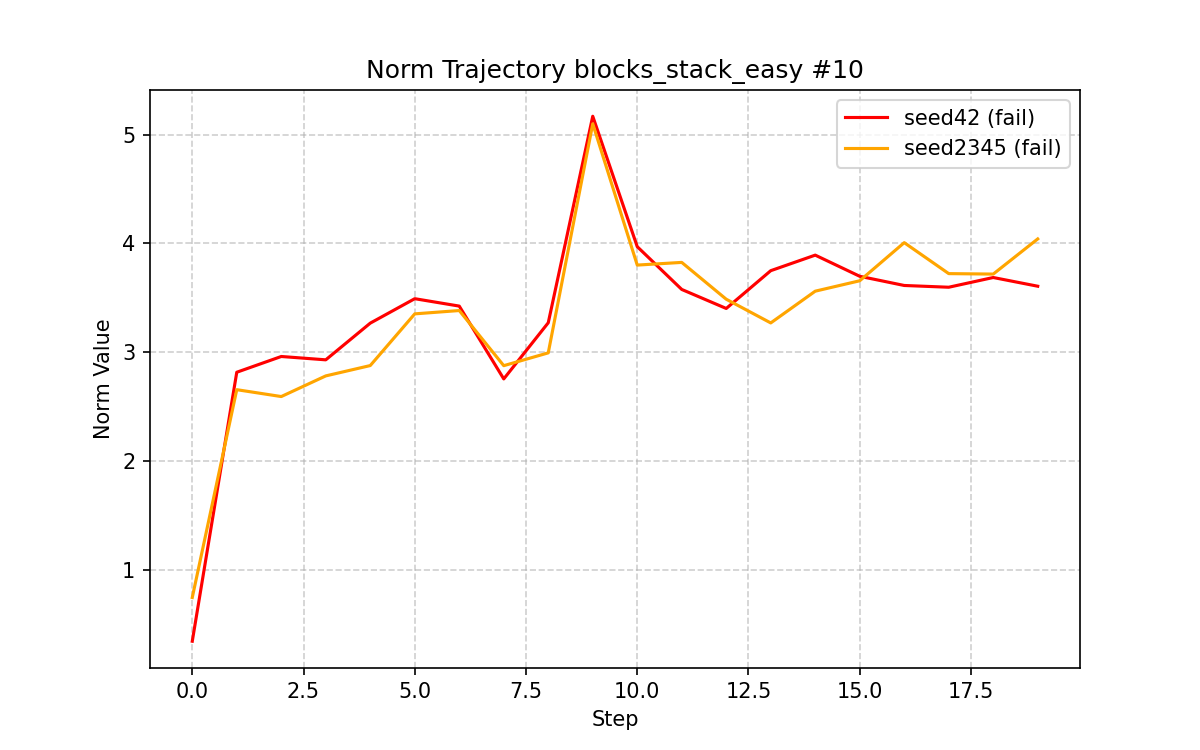 Norm Trajectory blocks_stack_easy #10
seed42 (fail)
seed2345 (fail)
Norm Value
5
4
3
2
1
0.0 2.5 5.0 7.5 10.0 12.5 15.0 17.5
Step